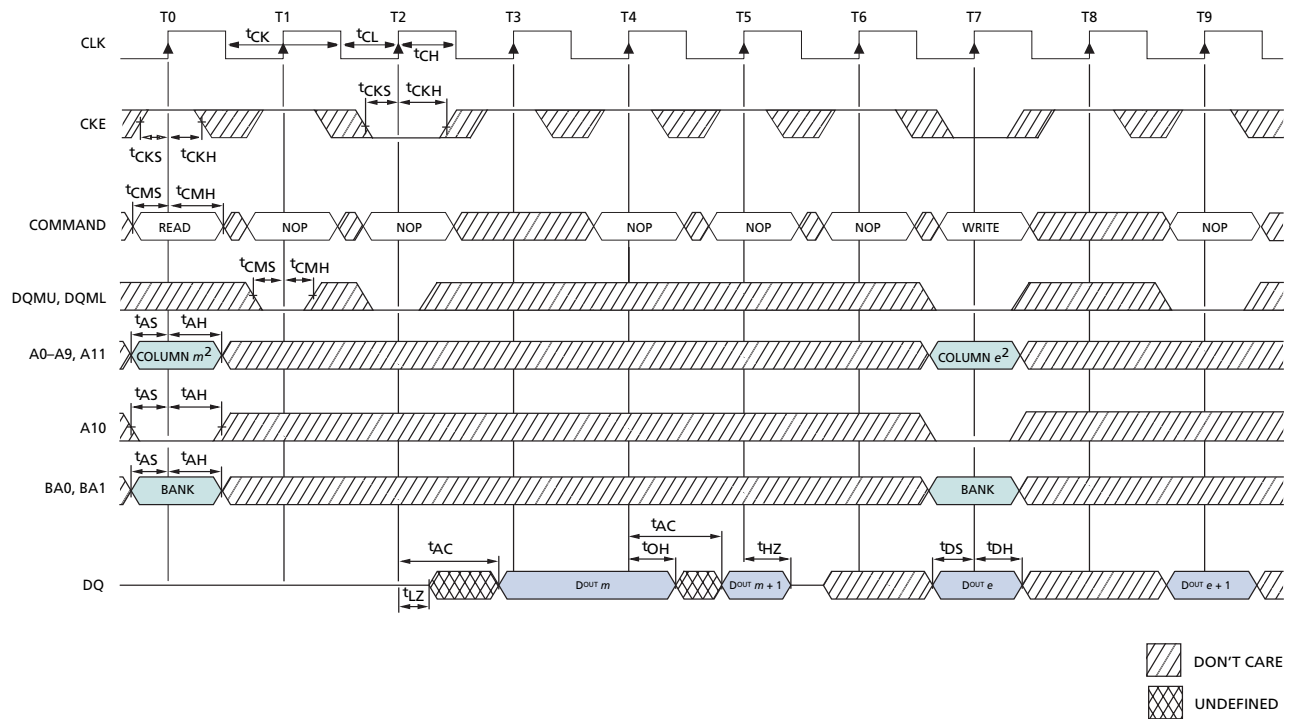 T0 T1 T2 T3 T4 T5 T6 T7 T8 T9
CLK
tCK tCL
tCH
tCKS tCKH
CKE
tCKS tCKH
tCMS tCMH
COMMAND READ NOP NOP NOP NOP NOP WRITE NOP
tCMS tCMH
DQMU, DQML
tAS tAH
A0–A9, A11 COLUMN m2 COLUMN e2
tAS tAH
A10
tAS tAH
BA0, BA1 BANK BANK
tAC
tAC tOH tHZ tDS tDH
DQ DOUT m DOUT m + 1 DOUT e DOUT e + 1
tLZ
DON'T CARE
UNDEFINED